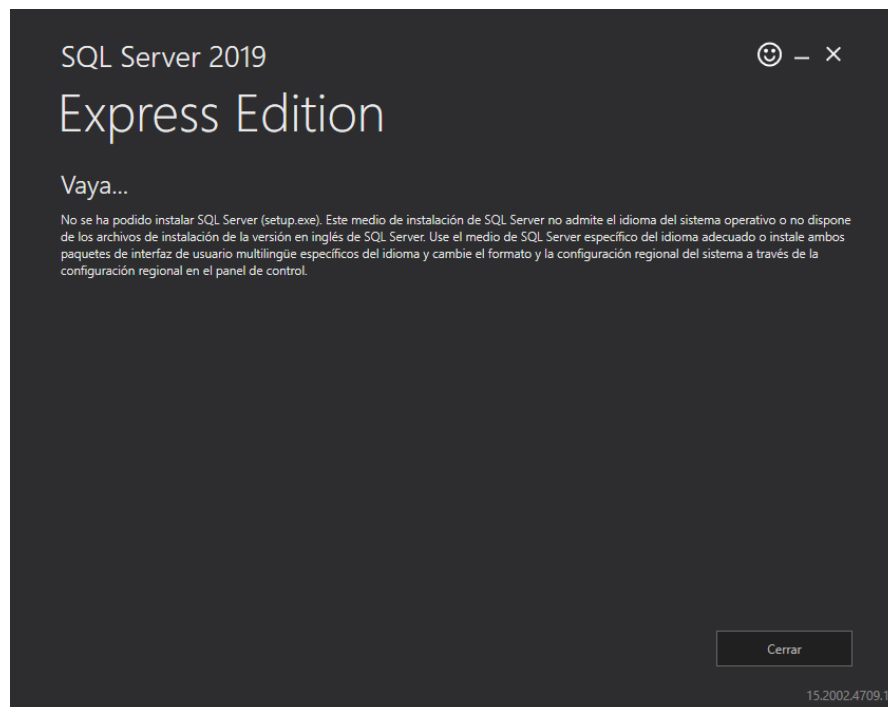 SQL Server 2019
Express Edition
Vaya...
No se ha podido instalar SQL Server (setup.exe). Este medio de instalación de SQL Server no admite el idioma del sistema operativo o no dispone
de los archivos de instalación de la versión en inglés de SQL Server. Use el medio de SQL Server específico del idioma adecuado o instale ambos
paquetes de interfaz de usuario multilingüe específicos del idioma y cambie el formato y la configuración regional del sistema a través de la
configuración regional en el panel de control.
Cerrar
15.2002.4709.1